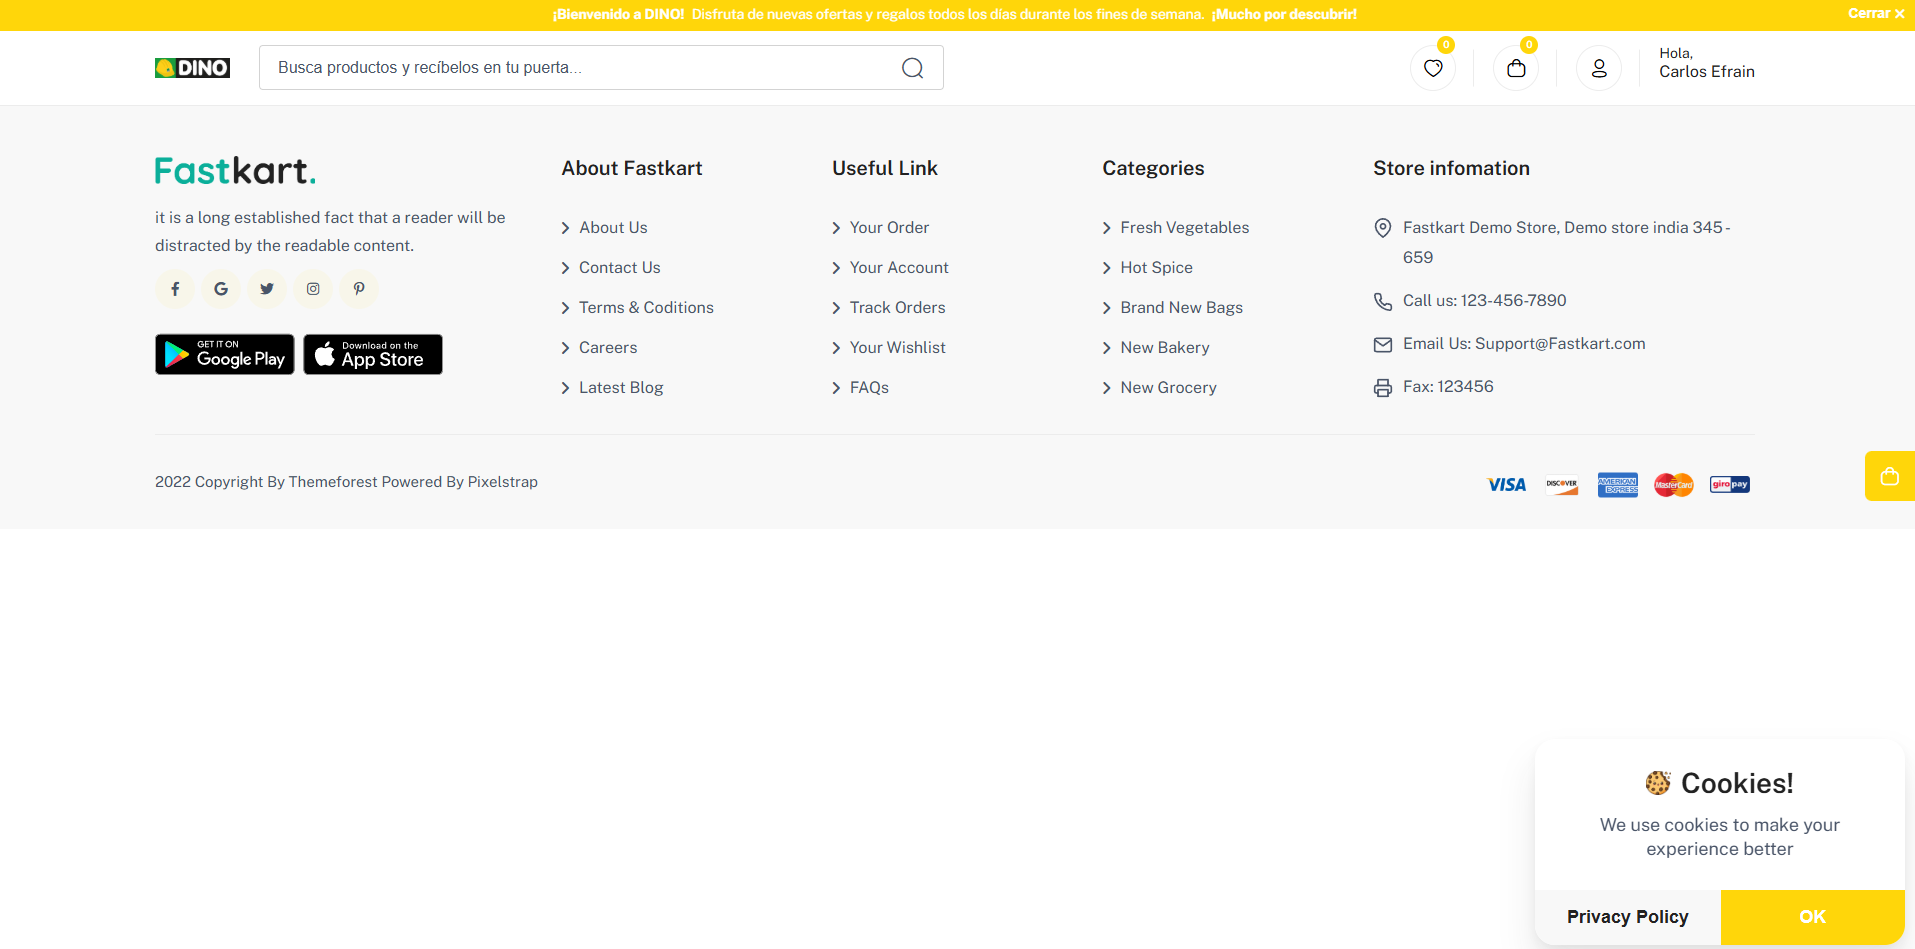 ¡Bienvenido a DINO! Disfruta de nuevas ofertas y regalos todos los días durante los fines de semana. ¡Mucho por descubrir!
Cerrar ×
DINO
Busca productos y recíbelos en tu puerta...
0
0
Hola,
Carlos Efrain
Fastkart.
it is a long established fact that a reader will be
distracted by the readable content.
GET IT ON
Google Play
Download on the
App Store
About Fastkart
About Us
Contact Us
Terms & Coditions
Careers
Latest Blog
Useful Link
Your Order
Your Account
Track Orders
Your Wishlist
FAQs
Categories
Fresh Vegetables
Hot Spice
Brand New Bags
New Bakery
New Grocery
Store infomation
Fastkart Demo Store, Demo store india 345-
659
Call us: 123-456-7890
Email Us: Support@Fastkart.com
Fax: 123456
2022 Copyright By Themeforest Powered By Pixelstrap
VISA
DISCOVER
AMERICAN
EXPRESS
MasterCard
giropay
Cookies!
We use cookies to make your
experience better
Privacy Policy
OK